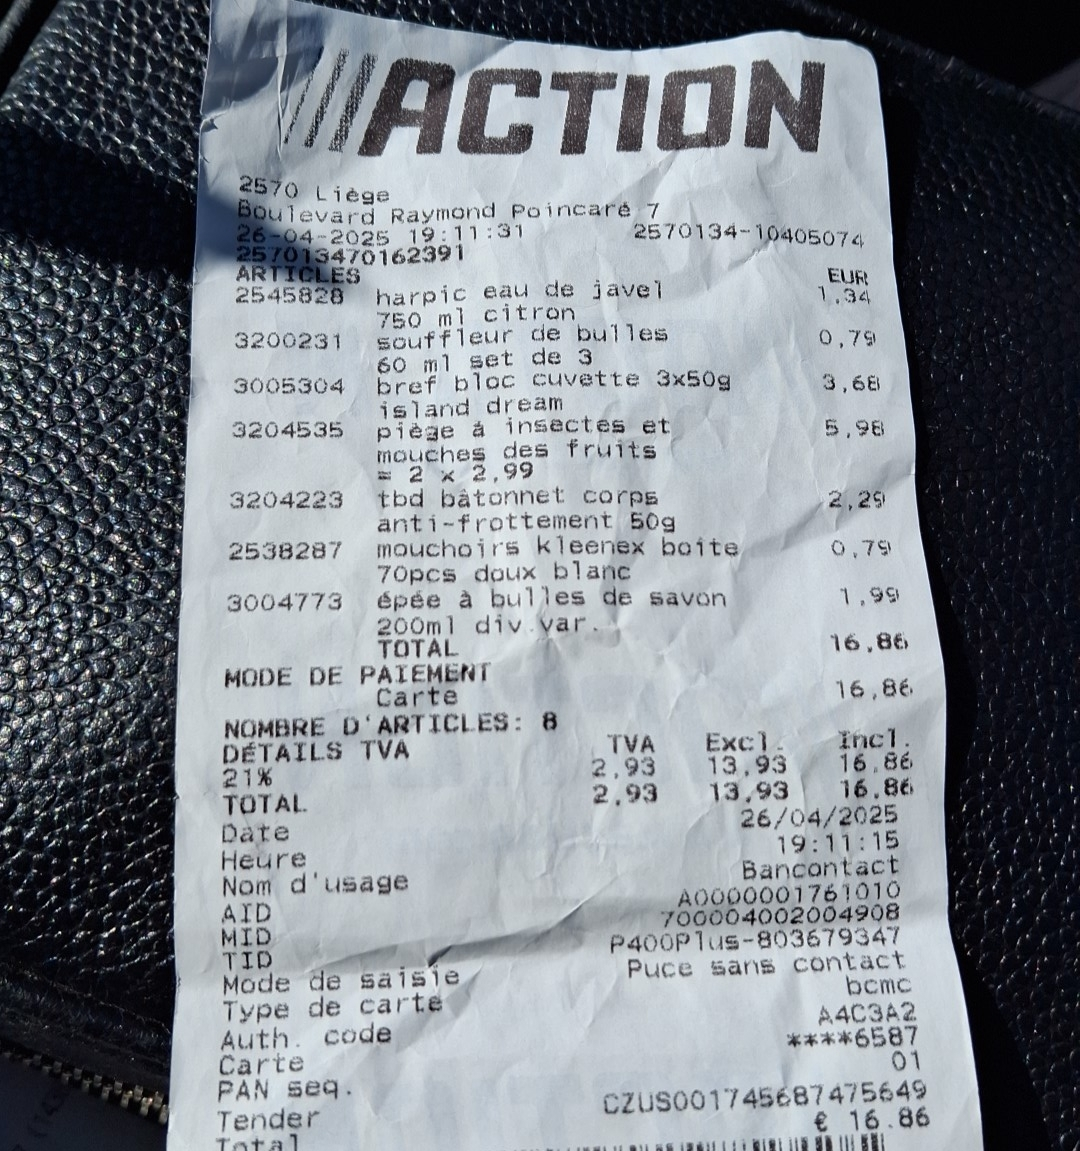 ACTION
2570 Liège
Boulevard Raymond Poincaré 7
26-04-2025 19:11:31 2570134-10405074
257013470162391
ARTICLES EUR
2545828 harpic eau de javel 1,34
750 ml citron
3200231 souffleur de bulles 0,79
60 ml set de 3
3005304 bref bloc cuvette 3x50g 3,68
island dream
3204535 piège à insectes et 5,98
mouches des fruits
= 2 x 2,99
3204223 tbd bâtonnet corps 2,29
anti-frottement 50g
2538287 mouchoirs kleenex boîte 0,79
70pcs doux blanc
3004773 épée à bulles de savon 1,99
200ml div.var.
TOTAL 16,86
MODE DE PAIEMENT
Carte 16,86
NOMBRE D'ARTICLES: 8
DÉTAILS TVA TVA Excl. Incl.
21% 2,93 13,93 16,86
TOTAL 2,93 13,93 16,86
Date 26/04/2025
Heure 19:11:15
Nom d'usage Bancontact
AID A0000001761010
MID 700004002004908
TID P400Plus-803679347
Mode de saisie Puce sans contact
Type de carte bcmc
Auth. code A4C3A2
Carte ****6587
PAN seq. 01
Tender CZUS001745687475649
Total € 16.86